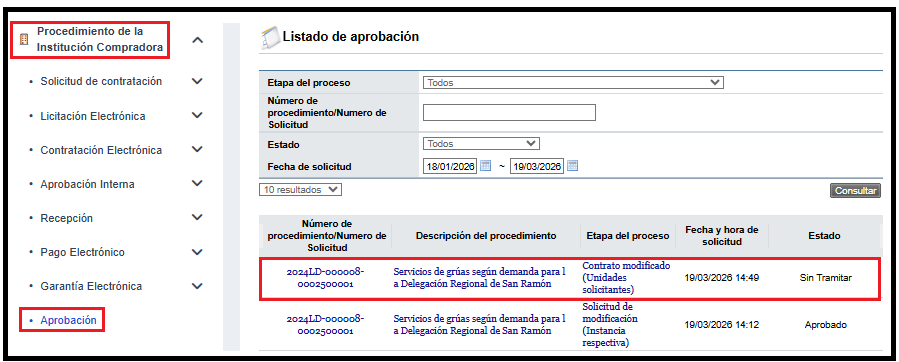 Procedimiento de la
Institución Compradora
• Solicitud de contratación
• Licitación Electrónica
• Contratación Electrónica
• Aprobación Interna
• Recepción
• Pago Electrónico
• Garantía Electrónica
• Aprobación
Listado de aprobación
Etapa del proceso
Todos
Número de
procedimiento/Numero de
Solicitud
Estado
Todos
Fecha de solicitud
18/01/2026 ~ 19/03/2026
10 resultados
Consultar
Número de
procedimiento/Numero de
Solicitud
Descripción del procedimiento
Etapa del proceso
Fecha y hora de
solicitud
Estado
2024LD-000008-
0002500001
Servicios de grúas según demanda para l
a Delegación Regional de San Ramón
Contrato modificado
(Unidades
solicitantes)
19/03/2026 14:49
Sin Tramitar
2024LD-000008-
0002500001
Servicios de grúas según demanda para l
a Delegación Regional de San Ramón
Solicitud de
modificación
(Instancia
respectiva)
19/03/2026 14:12
Aprobado